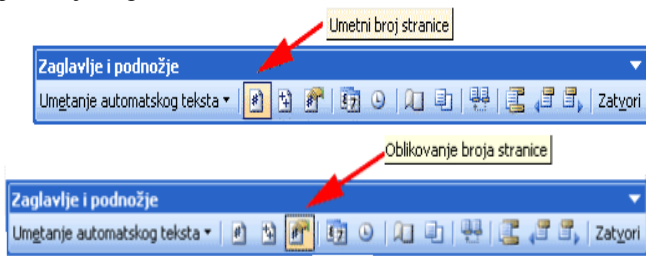 Umetni broj stranice
Zaglavlje i podnožje
Umetanje automatskog teksta
Zatvori
Oblikovanje broja stranice
Zaglavlje i podnožje
Umetanje automatskog teksta
Zatvori